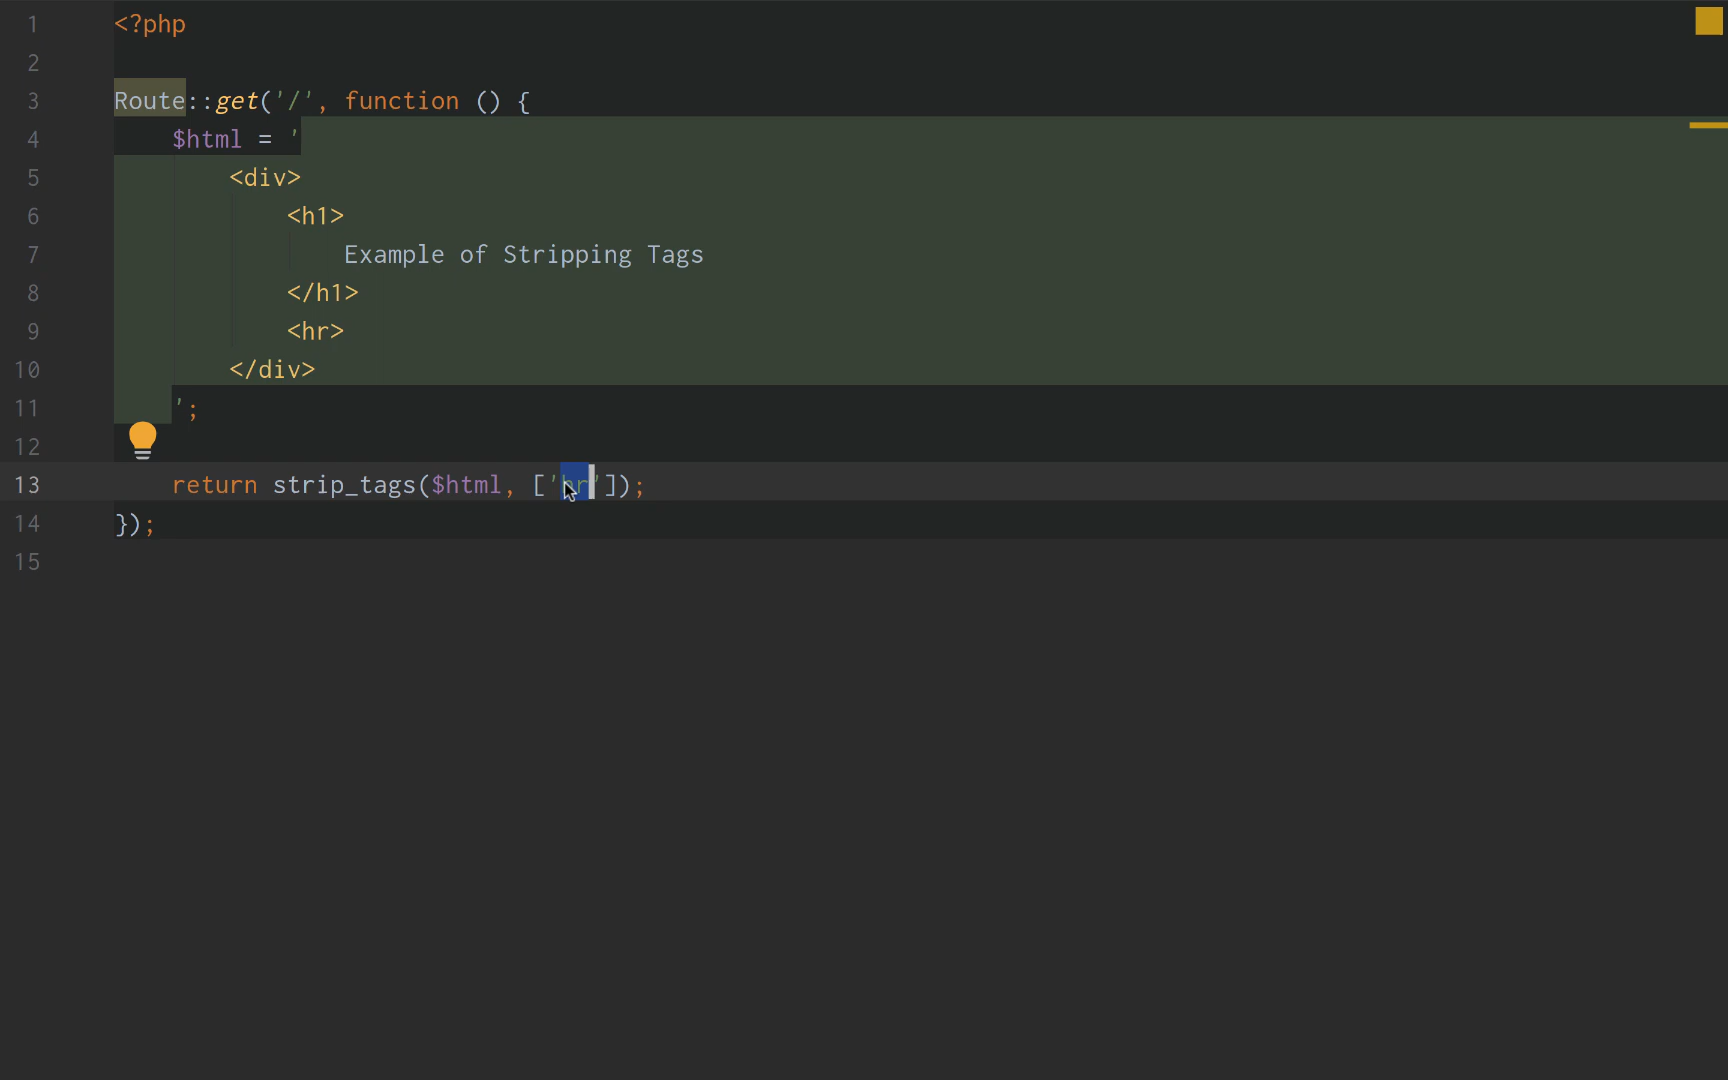 1 <?php
2
3 Route::get('/', function () {
4 $html = '
5 <div>
6 <h1>
7 Example of Stripping Tags
8 </h1>
9 <hr>
10 </div>
11 ';
12
13 return strip_tags($html, ['hr']);
14 });
15